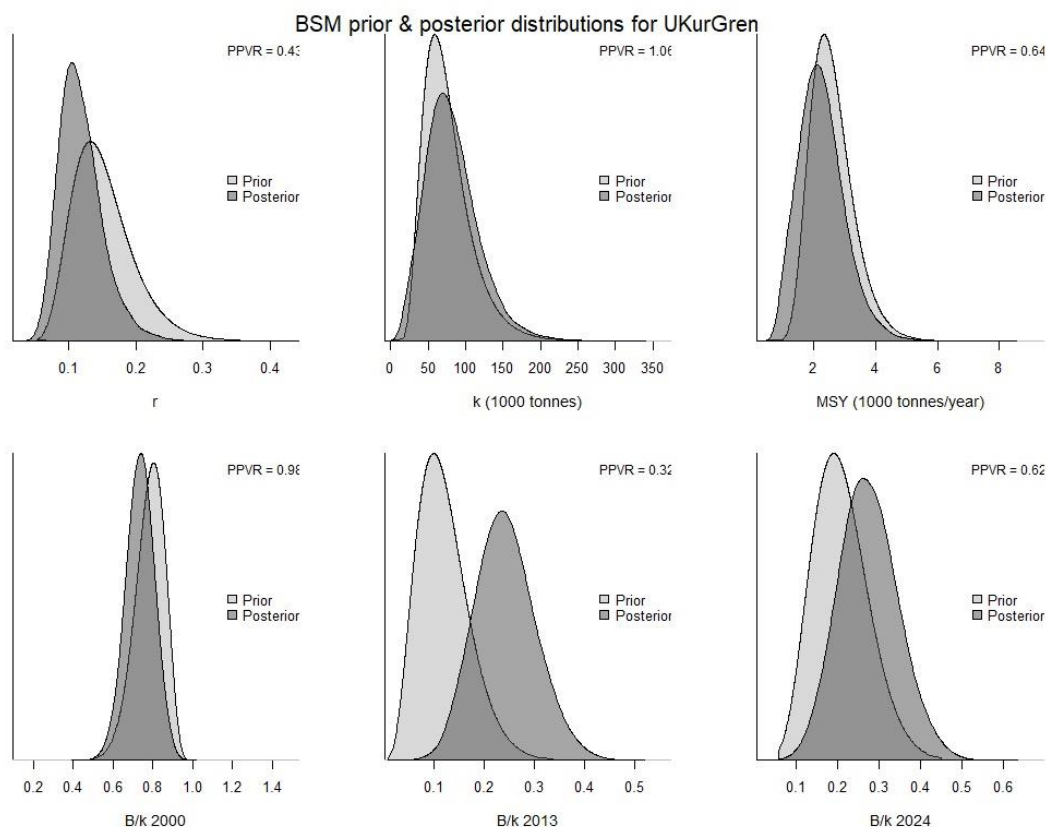 BSM prior & posterior distributions for UKurGren
PPVR = 0.43
Prior
Posterior
0.1 0.2 0.3 0.4
r
PPVR = 1.06
Prior
Posterior
0 50 100 150 200 250 300 350
k (1000 tonnes)
PPVR = 0.64
Prior
Posterior
2 4 6 8
MSY (1000 tonnes/year)
PPVR = 0.98
Prior
Posterior
0.2 0.4 0.6 0.8 1.0 1.2 1.4
B/k 2000
PPVR = 0.32
Prior
Posterior
0.1 0.2 0.3 0.4 0.5
B/k 2013
PPVR = 0.62
Prior
Posterior
0.1 0.2 0.3 0.4 0.5 0.6
B/k 2024